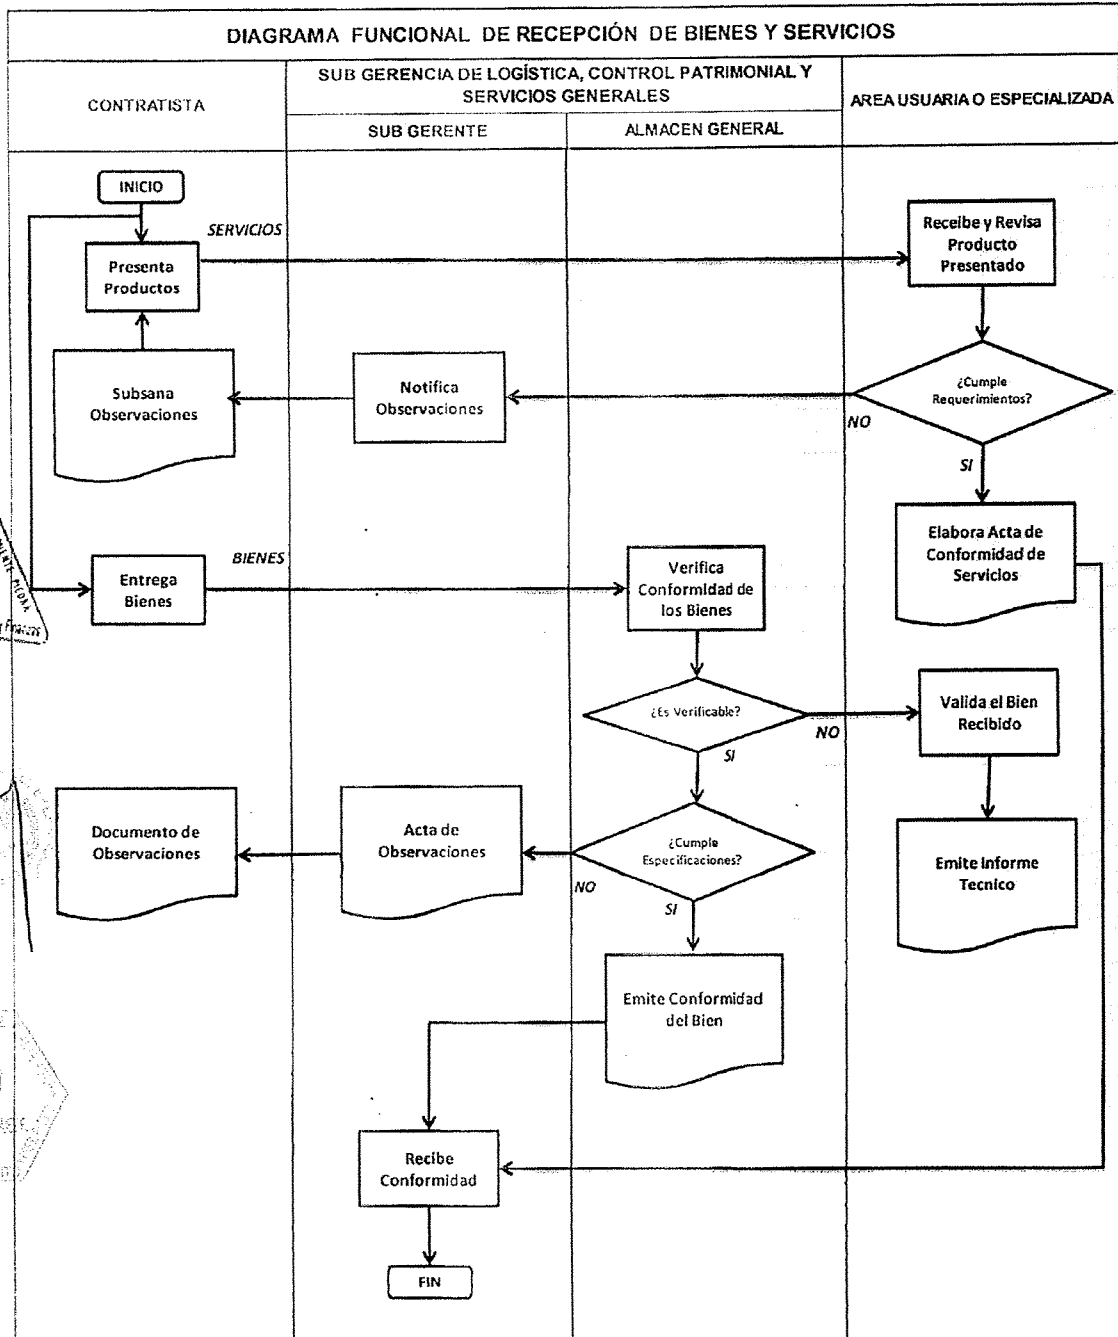 DIAGRAMA FUNCIONAL DE RECEPCIÓN DE BIENES Y SERVICIOS
CONTRATISTA
SUB GERENCIA DE LOGÍSTICA, CONTROL PATRIMONIAL Y
SERVICIOS GENERALES
AREA USUARIA O ESPECIALIZADA
SUB GERENTE
ALMACEN GENERAL
INICIO
SERVICIOS
Presenta
Productos
Receibe y Revisa
Producto
Presentado
Subsana
Observaciones
Notifica
Observaciones
¿Cumple
Requerimientos?
NO
SI
Elabora Acta de
Conformidad de
Servicios
Entrega
Bienes
BIENES
Verifica
Conformidad de
los Bienes
¿Es Verificable?
NO
SI
Valida el Bien
Recibido
Documento de
Observaciones
Acta de
Observaciones
¿Cumple
Especificaciones?
NO
SI
Emite Informe
Tecnico
Emite Conformidad
del Bien
Recibe
Conformidad
FIN